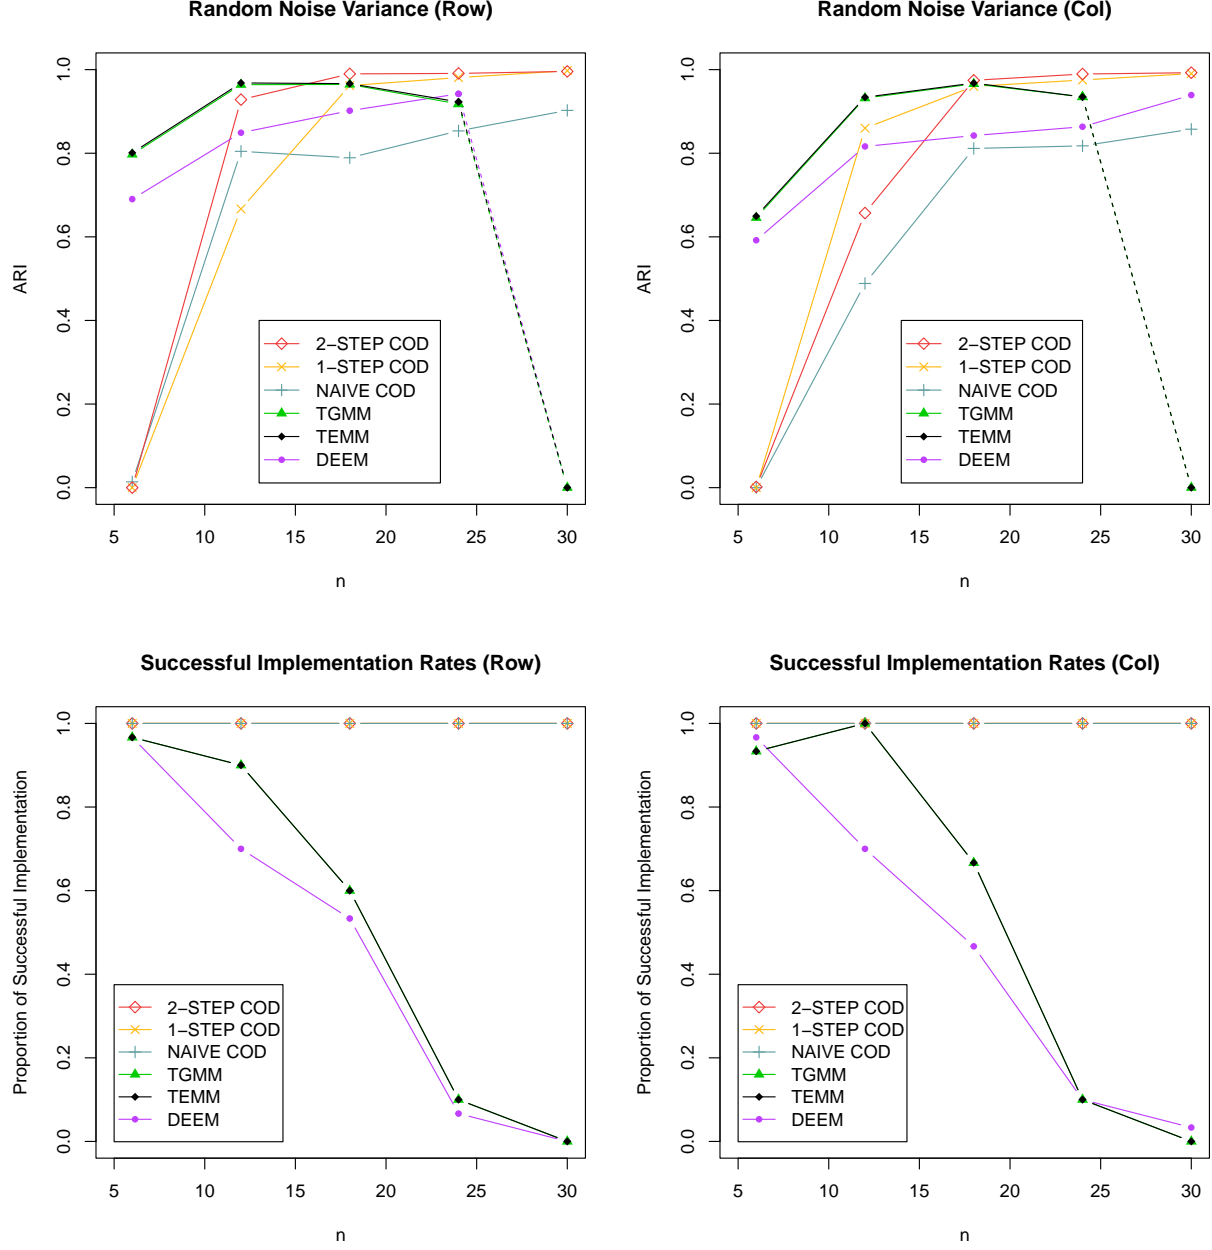 Random Noise Variance (Row)
ARI
1.0
0.8
0.6
0.4
0.2
0.0
2−STEP COD
1−STEP COD
NAIVE COD
TGMM
TEMM
DEEM
5 10 15 20 25 30
n
Random Noise Variance (Col)
ARI
1.0
0.8
0.6
0.4
0.2
0.0
2−STEP COD
1−STEP COD
NAIVE COD
TGMM
TEMM
DEEM
5 10 15 20 25 30
n
Successful Implementation Rates (Row)
Proportion of Successful Implementation
1.0
0.8
0.6
0.4
0.2
0.0
2−STEP COD
1−STEP COD
NAIVE COD
TGMM
TEMM
DEEM
5 10 15 20 25 30
n
Successful Implementation Rates (Col)
Proportion of Successful Implementation
1.0
0.8
0.6
0.4
0.2
0.0
2−STEP COD
1−STEP COD
NAIVE COD
TGMM
TEMM
DEEM
5 10 15 20 25 30
n